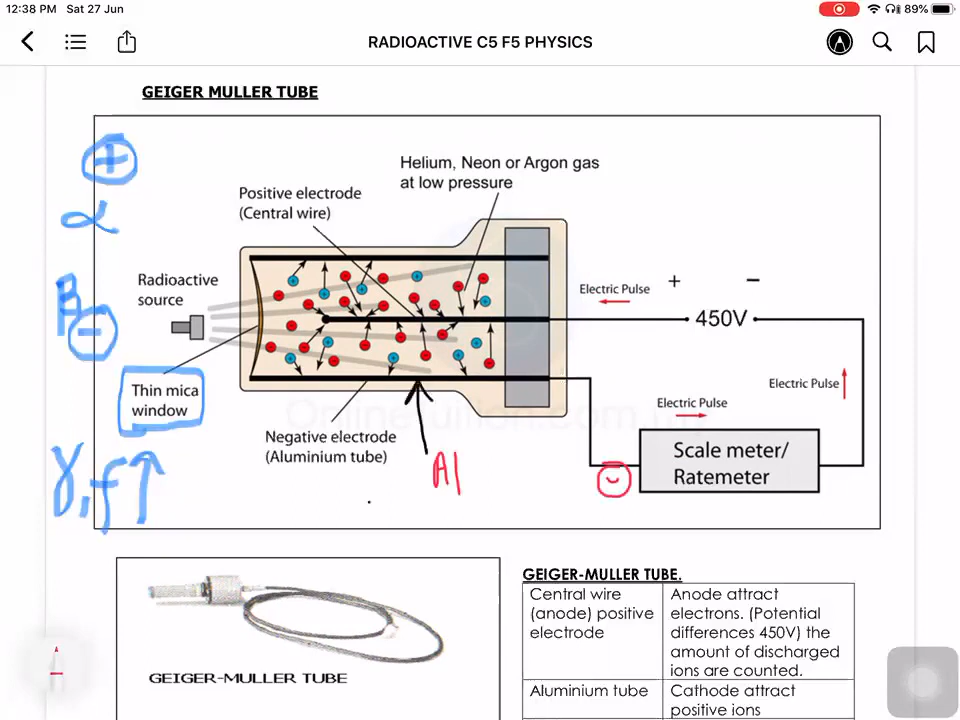 12:38 PM Sat 27 Jun
89%
RADIOACTIVE C5 F5 PHYSICS
GEIGER MULLER TUBE
+
α
β
−
γ, f ↑
Helium, Neon or Argon gas
at low pressure
Positive electrode
(Central wire)
Radioactive
source
Thin mica
window
Negative electrode
(Aluminium tube)
Al
Electric Pulse
+ −
450V
Electric Pulse
Electric Pulse
Scale meter/
Ratemeter
OnlineTuition.com.my
GEIGER-MULLER TUBE
GEIGER-MULLER TUBE.
Central wire
(anode) positive
electrode
Anode attract
electrons. (Potential
differences 450V) the
amount of discharged
ions are counted.
Aluminium tube
Cathode attract
positive ions